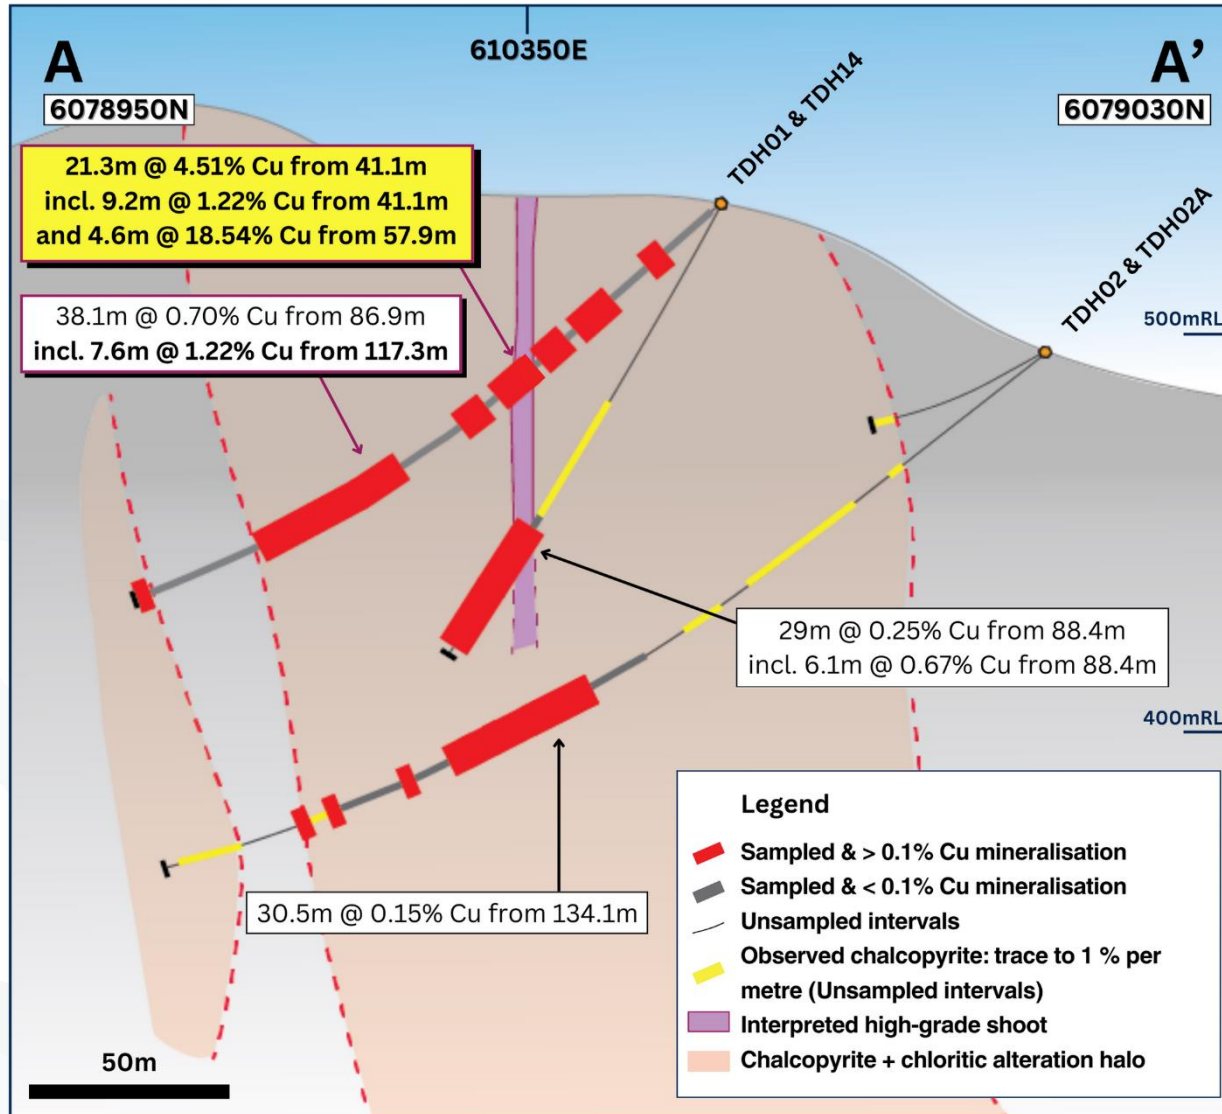 A
610350E
A’
6078950N
6079030N
TDH01 & TDH14
21.3m @ 4.51% Cu from 41.1m
incl. 9.2m @ 1.22% Cu from 41.1m
and 4.6m @ 18.54% Cu from 57.9m
TDH02 & TDH02A
38.1m @ 0.70% Cu from 86.9m
incl. 7.6m @ 1.22% Cu from 117.3m
500mRL
29m @ 0.25% Cu from 88.4m
incl. 6.1m @ 0.67% Cu from 88.4m
400mRL
30.5m @ 0.15% Cu from 134.1m
50m
Legend
Sampled & > 0.1% Cu mineralisation
Sampled & < 0.1% Cu mineralisation
Unsampled intervals
Observed chalcopyrite: trace to 1 % per
metre (Unsampled intervals)
Interpreted high-grade shoot
Chalcopyrite + chloritic alteration halo